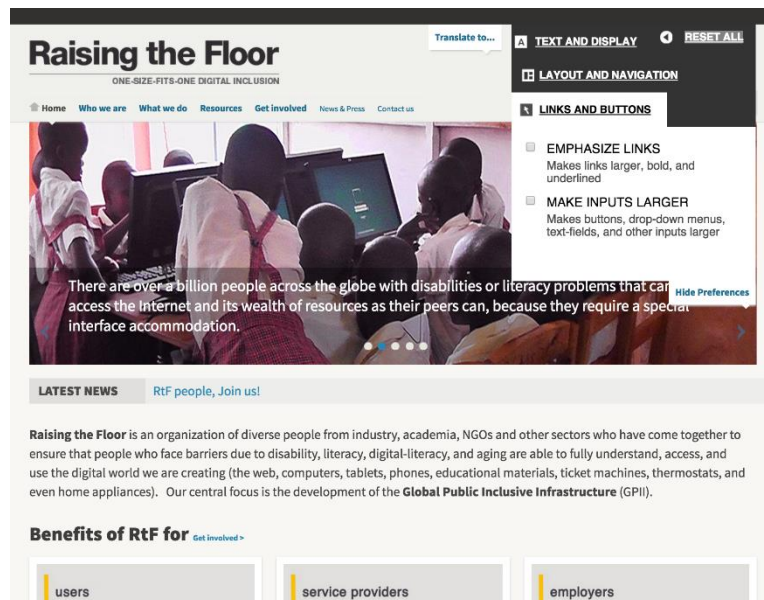 Translate to...
A TEXT AND DISPLAY
RESET ALL
Raising the Floor
ONE-SIZE-FITS-ONE DIGITAL INCLUSION
LAYOUT AND NAVIGATION
Home Who we are What we do Resources Get involved News & Press Contact us
LINKS AND BUTTONS
EMPHASIZE LINKS
Makes links larger, bold, and
underlined
MAKE INPUTS LARGER
Makes buttons, drop-down menus,
text-fields, and other inputs larger
Hide Preferences
There are over a billion people across the globe with disabilities or literacy problems that
access the Internet and its wealth of resources as their peers can, because they require a special
interface accommodation.
LATEST NEWS RtF people, Join us!
Raising the Floor is an organization of diverse people from industry, academia, NGOs and other sectors who have come together to
ensure that people who face barriers due to disability, literacy, digital-literacy, and aging are able to fully understand, access, and
use the digital world we are creating (the web, computers, tablets, phones, educational materials, ticket machines, thermostats, and
even home appliances). Our central focus is the development of the Global Public Inclusive Infrastructure (GPII).
Benefits of RtF for Get involved >
users
service providers
employers